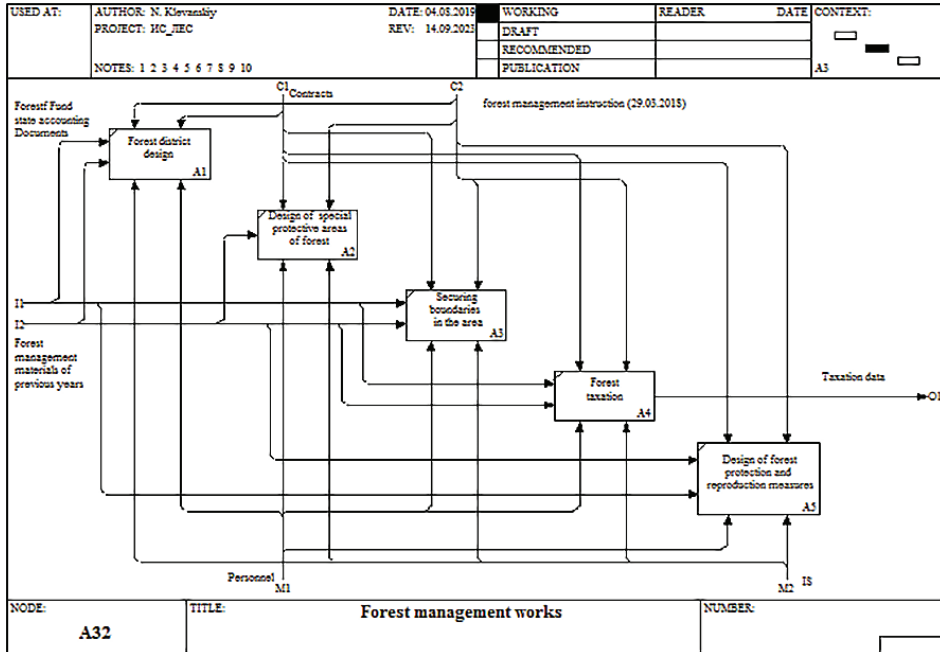 USED AT:
AUTHOR: N. Klevanskiy
DATE: 04.08.2019
WORKING
READER
DATE
CONTEXT:
PROJECT: ИС_ЛЕС
REV: 14.09.2023
DRAFT
RECOMMENDED
NOTES: 1 2 3 4 5 6 7 8 9 10
PUBLICATION
A3
C1
Contracts
C2
forest management instruction (29.03.2018)
Forestf Fund
state accounting
Documents
Forest district
design
A1
Design of special
protective areas
of forest
A2
I1
Securing
boundaries
in the area
A3
I2
Forest
management
materials of
previous years
Forest
taxation
A4
Taxation data
O1
Design of forest
protection and
reproduction measures
A5
Personnel
M1
M2
IS
NODE:
TITLE:
Forest management works
NUMBER:
A32